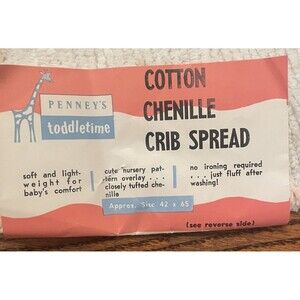 PENNEY'S
toddletime
COTTON
CHENILLE
CRIB SPREAD
soft and light-
weight for
baby's comfort
cute nursery pat-
tern overlay . . .
closely tufted che-
nille
no ironing required
. . . just fluff after
washing!
Approx. Size 42 x 65
(see reverse side)